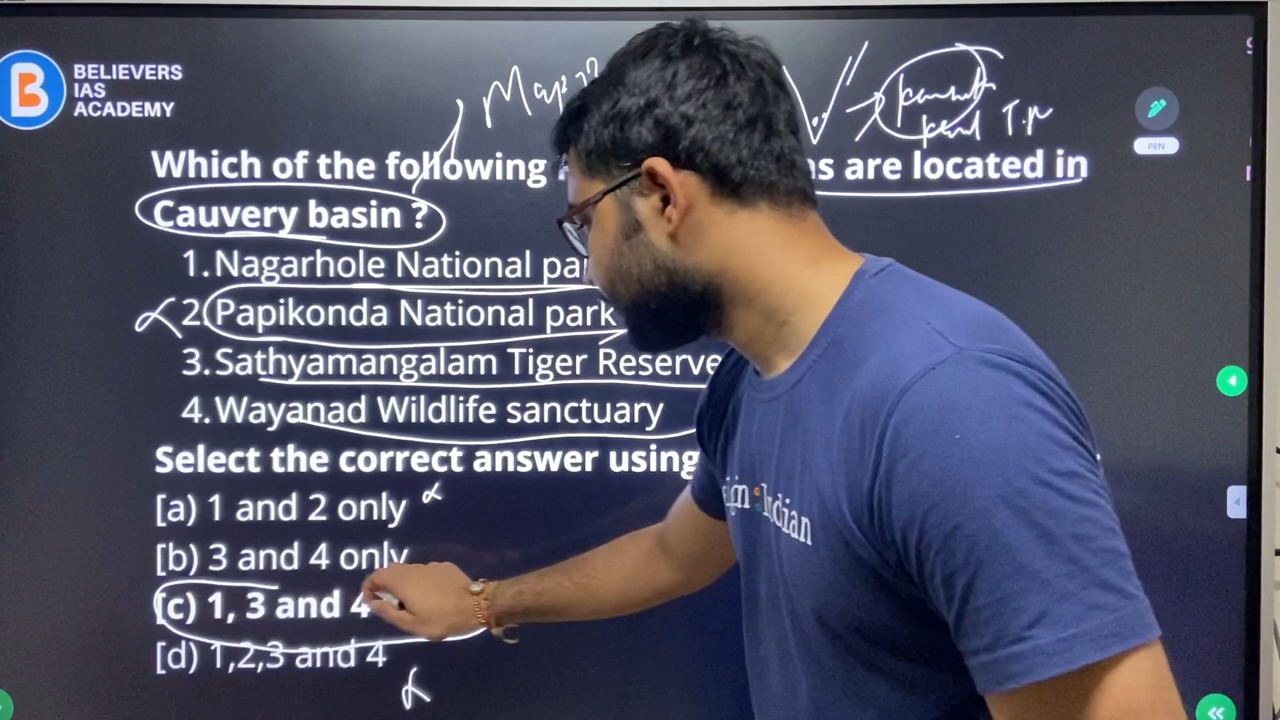 BELIEVERS
IAS
ACADEMY
PEN
Which of the following are located in
Cauvery basin ?
1. Nagarhole National
2. Papikonda National park
3. Sathyamangalam Tiger Reserve
4. Wayanad Wildlife sanctuary
Select the correct answer using
[a) 1 and 2 only
[b) 3 and 4 only
[c) 1, 3 and 4
[d) 1,2,3 and 4
Indian